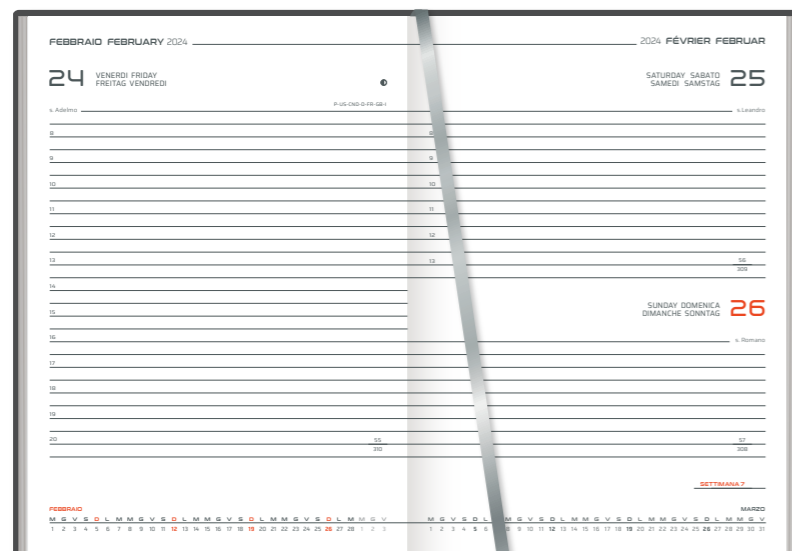 FEBBRAIO FEBRUARY 2024
24
VENERDI FRIDAY
FREITAG VENDREDI
P-US-CND-D-FR-GB-I
s. Adelmo
8
9
10
11
12
13
14
15
16
17
18
19
20
55
310
FEBBRAIO
M G V S D L M M G V S D L M M G V S D L M M G V S D L M M G V
1 2 3 4 5 6 7 8 9 10 11 12 13 14 15 16 17 18 19 20 21 22 23 24 25 26 27 28 1 2 3
2024 FÉVRIER FEBRUAR
SATURDAY SABATO
SAMEDI SAMSTAG
25
s.Leandro
8
9
10
11
12
13
56
309
SUNDAY DOMENICA
DIMANCHE SONNTAG
26
s. Romano
57
308
SETTIMANA 7
MARZO
M G V S D L M G V S D L M M G V S D L M M G V S D L M M G V
1 2 3 4 5 6 8 9 10 11 12 13 14 15 16 17 18 19 20 21 22 23 24 25 26 27 28 29 30 31